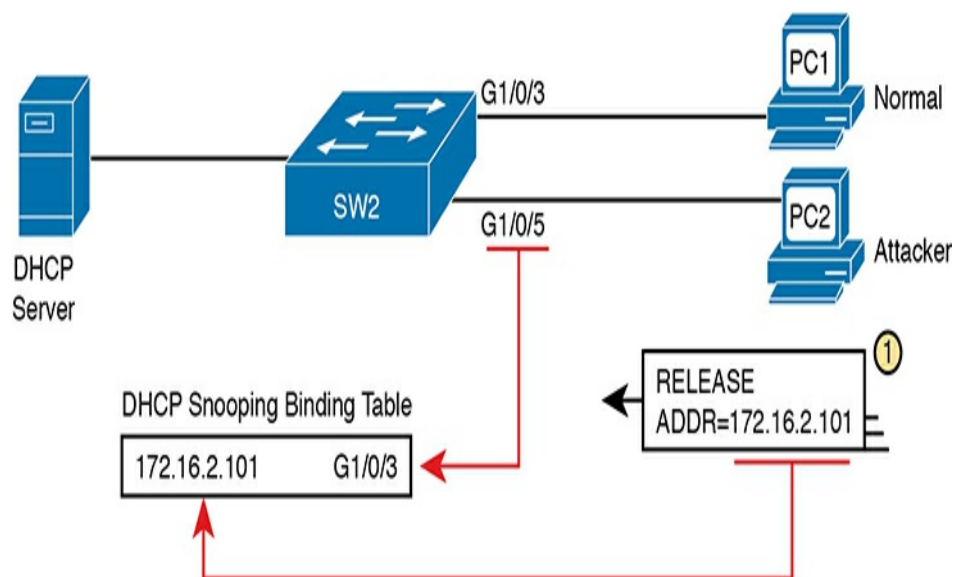 G1/0/3
PC1
Normal
SW2
G1/0/5
PC2
Attacker
DHCP
Server
1
RELEASE
ADDR=172.16.2.101
DHCP Snooping Binding Table
172.16.2.101 G1/0/3